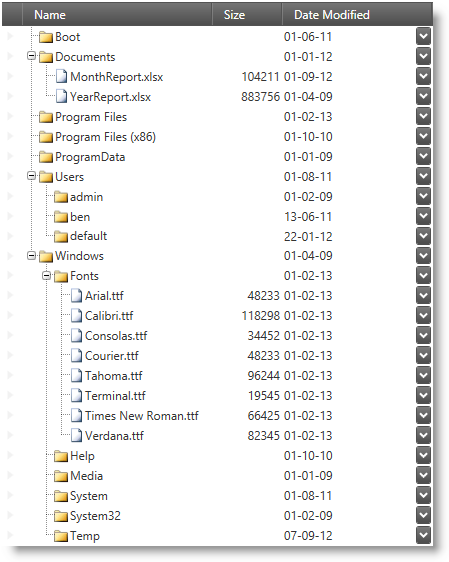 Name Size Date Modified
Boot 01-06-11
Documents 01-01-12
MonthReport.xlsx 104211 01-09-12
YearReport.xlsx 883756 01-04-09
Program Files 01-02-13
Program Files (x86) 01-10-10
ProgramData 01-01-09
Users 01-08-11
admin 01-02-09
ben 13-06-11
default 22-01-12
Windows 01-04-09
Fonts 01-02-13
Arial.ttf 48233 01-02-13
Calibri.ttf 118298 01-02-13
Consolas.ttf 34452 01-02-13
Courier.ttf 48233 01-02-13
Tahoma.ttf 96244 01-02-13
Terminal.ttf 19545 01-02-13
Times New Roman.ttf 66425 01-02-13
Verdana.ttf 82345 01-02-13
Help 01-10-10
Media 01-01-09
System 01-08-11
System32 01-02-09
Temp 07-09-12